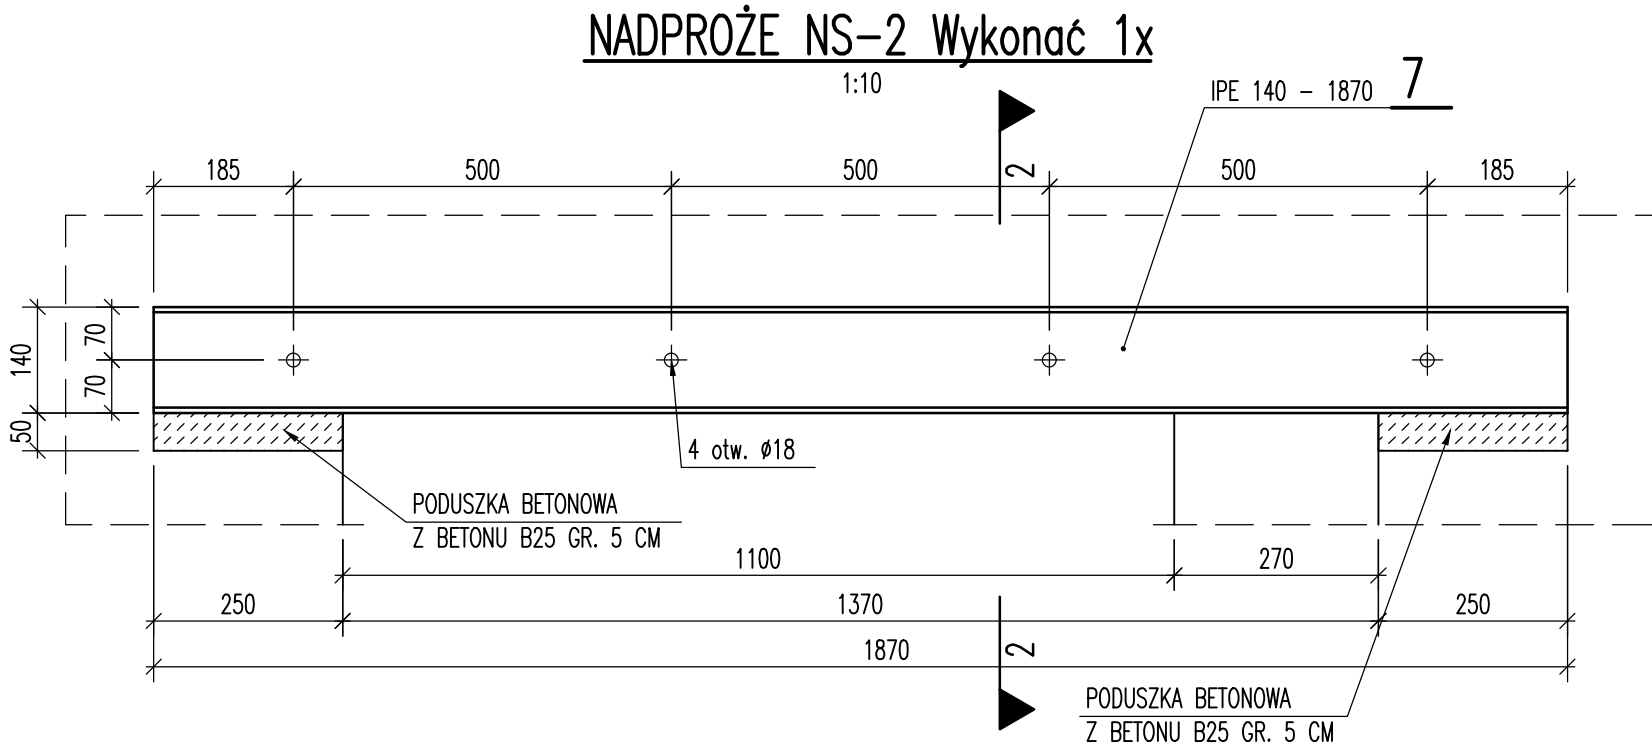 NADPROŻE NS-2 Wykonać 1x
1:10
IPE 140 - 1870 7
185 500 500 2 500 185
140 70
70
50
4 otw. ø18
PODUSZKA BETONOWA
Z BETONU B25 GR. 5 CM
1100 270
250 1370 250
1870 2
PODUSZKA BETONOWA
Z BETONU B25 GR. 5 CM